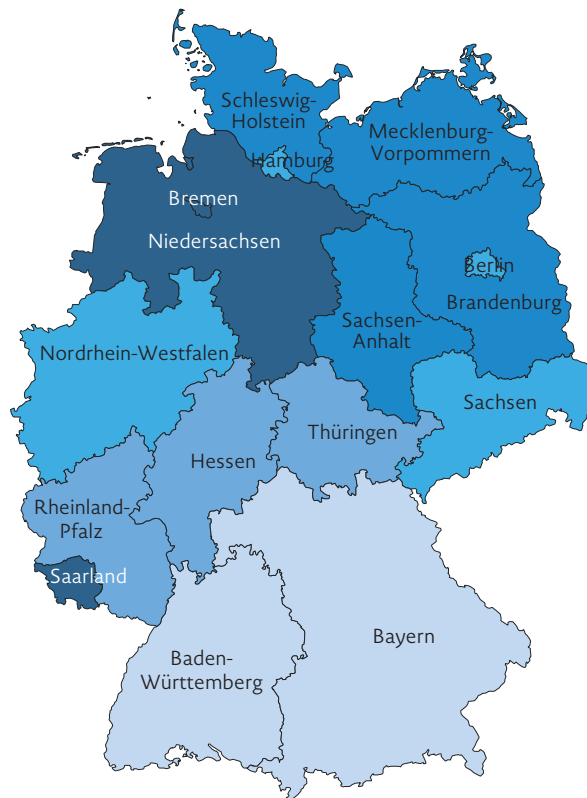 Schleswig-
Holstein
Mecklenburg-
Vorpommern
Hamburg
Bremen
Niedersachsen
Berlin
Brandenburg
Sachsen-
Anhalt
Nordrhein-Westfalen
Sachsen
Thüringen
Hessen
Rheinland-
Pfalz
Saarland
Bayern
Baden-
Württemberg